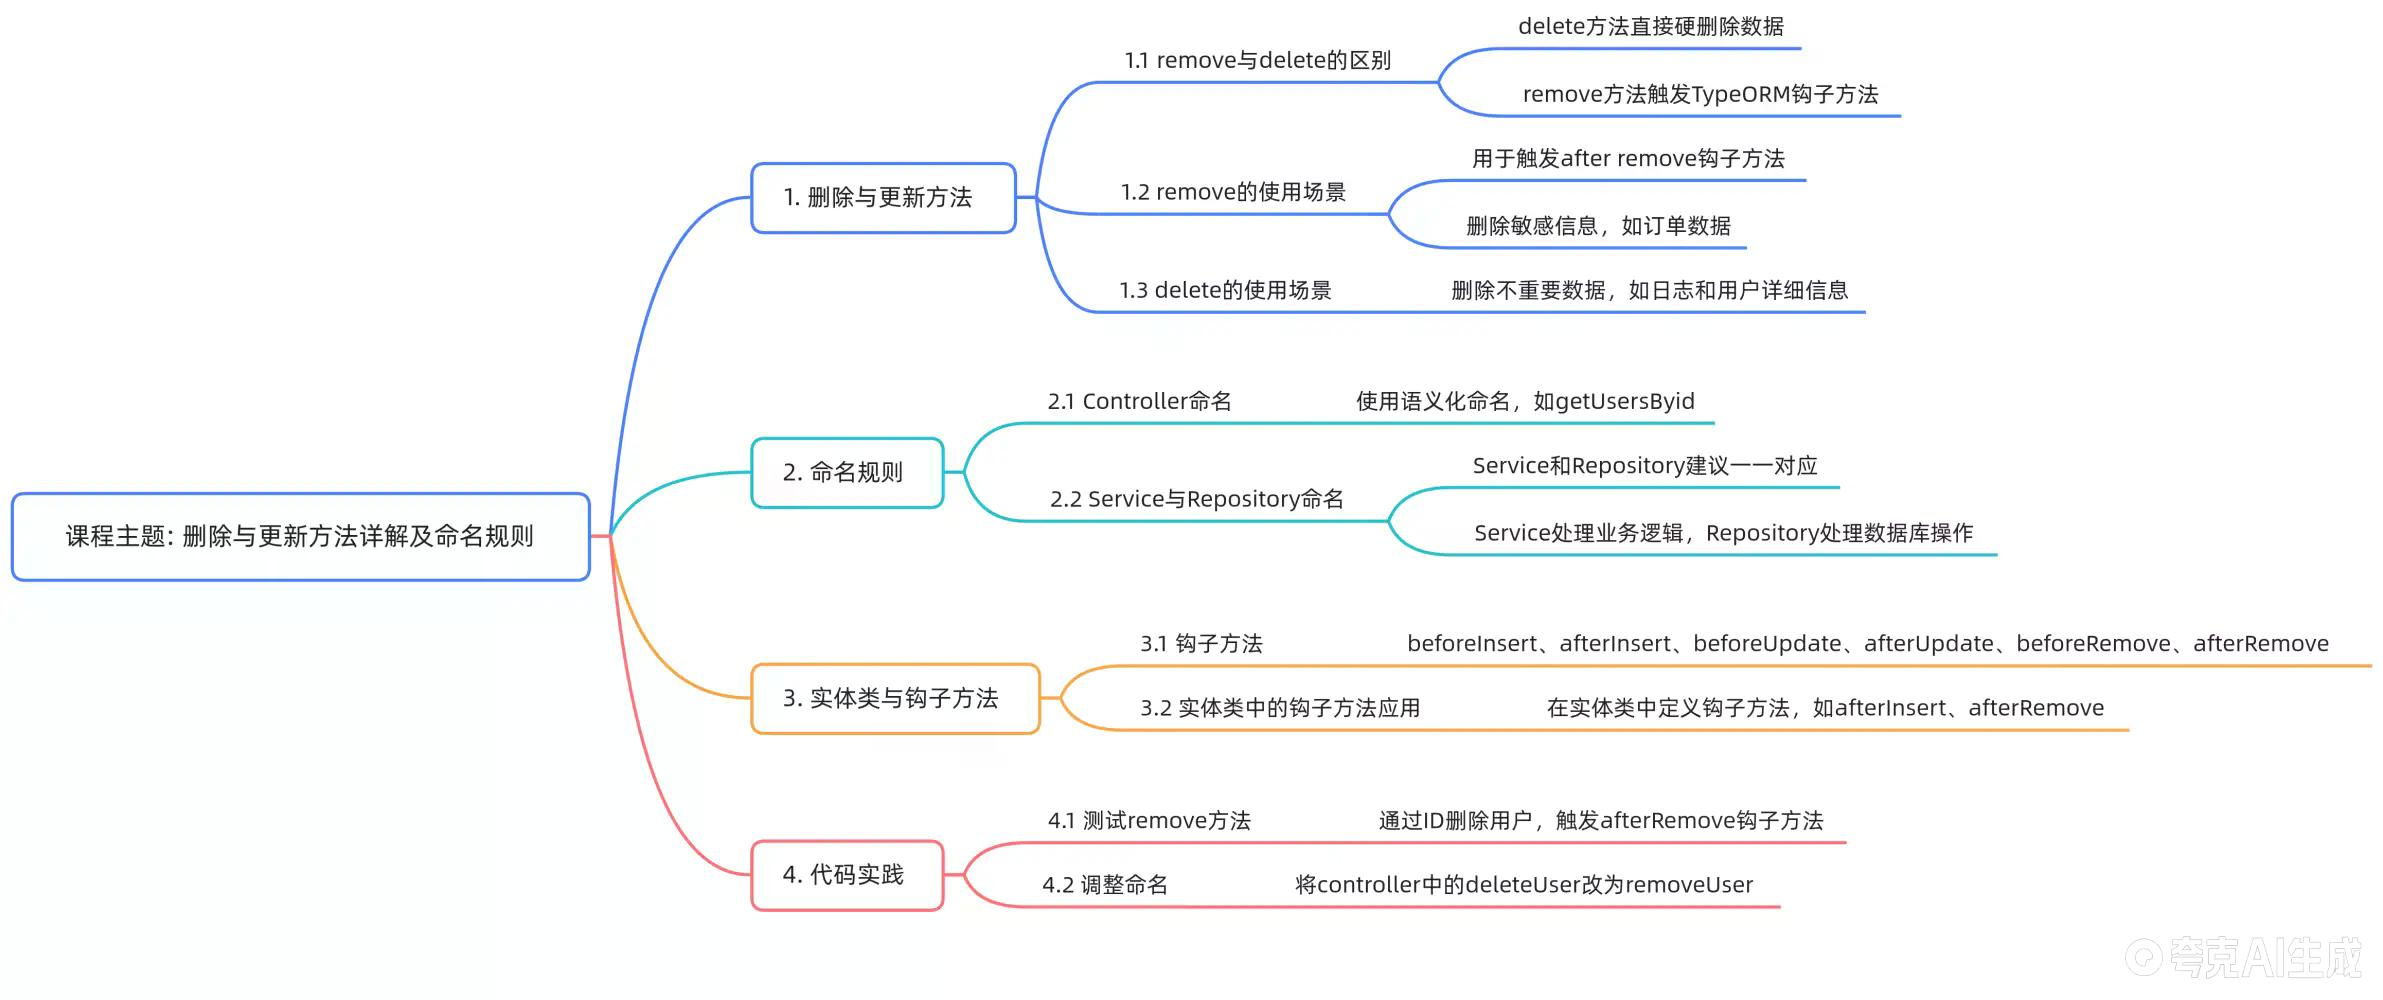 课程主题: 删除与更新方法详解及命名规则
1. 删除与更新方法
1.1 remove与delete的区别
delete方法直接硬删除数据
remove方法触发TypeORM钩子方法
1.2 remove的使用场景
用于触发after remove钩子方法
删除敏感信息，如订单数据
1.3 delete的使用场景
删除不重要数据，如日志和用户详细信息
2. 命名规则
2.1 Controller命名
使用语义化命名，如getUsersByid
2.2 Service与Repository命名
Service和Repository建议一一对应
Service处理业务逻辑，Repository处理数据库操作
3. 实体类与钩子方法
3.1 钩子方法
beforeInsert、afterInsert、beforeUpdate、afterUpdate、beforeRemove、afterRemove
3.2 实体类中的钩子方法应用
在实体类中定义钩子方法，如afterInsert、afterRemove
4. 代码实践
4.1 测试remove方法
通过ID删除用户，触发afterRemove钩子方法
4.2 调整命名
将controller中的deleteUser改为removeUser
夸克AI生成